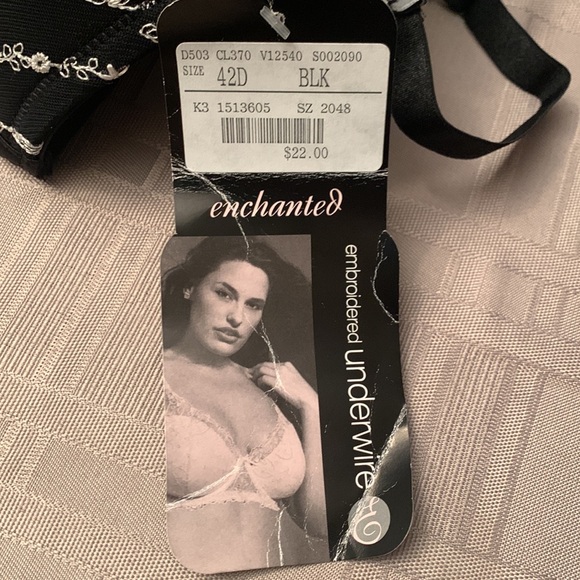 D503 CL370 V12540 S002090
SIZE 42D BLK
K3 1513605 SZ 2048
$22.00
enchanted
embroidered underwire